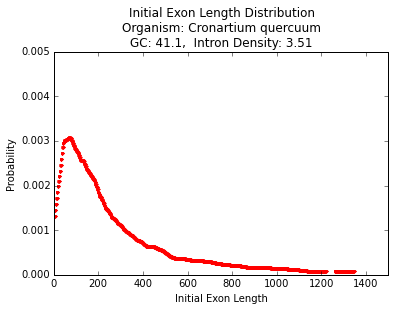 Initial Exon Length Distribution
Organism: Cronartium quercuum
GC: 41.1,  Intron Density: 3.51
0.005
0.004
0.003
0.002
0.001
0.000
Probability
0 200 400 600 800 1000 1200 1400
Initial Exon Length